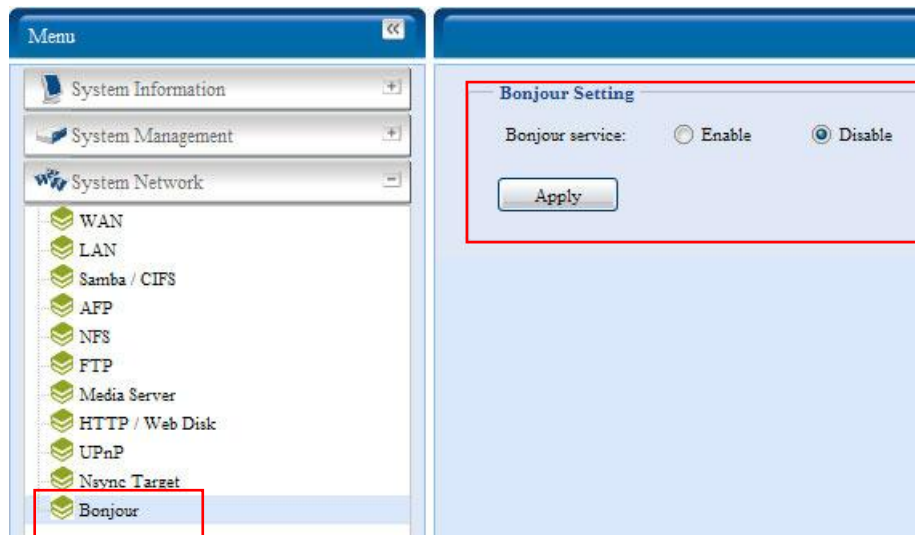 Menu
System Information
System Management
System Network
WAN
LAN
Samba / CIFS
AFP
NFS
FTP
Media Server
HTTP / Web Disk
UPnP
Nsync Target
Bonjour
Bonjour Setting
Bonjour service: Enable Disable
Apply